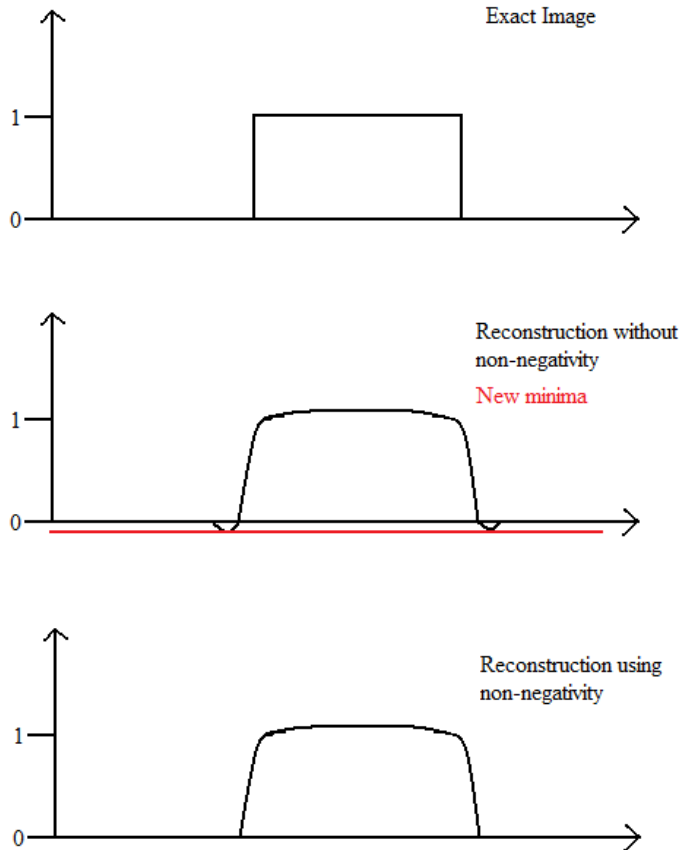 Exact Image
1
0
Reconstruction without
non-negativity
New minima
1
0
Reconstruction using
non-negativity
1
0